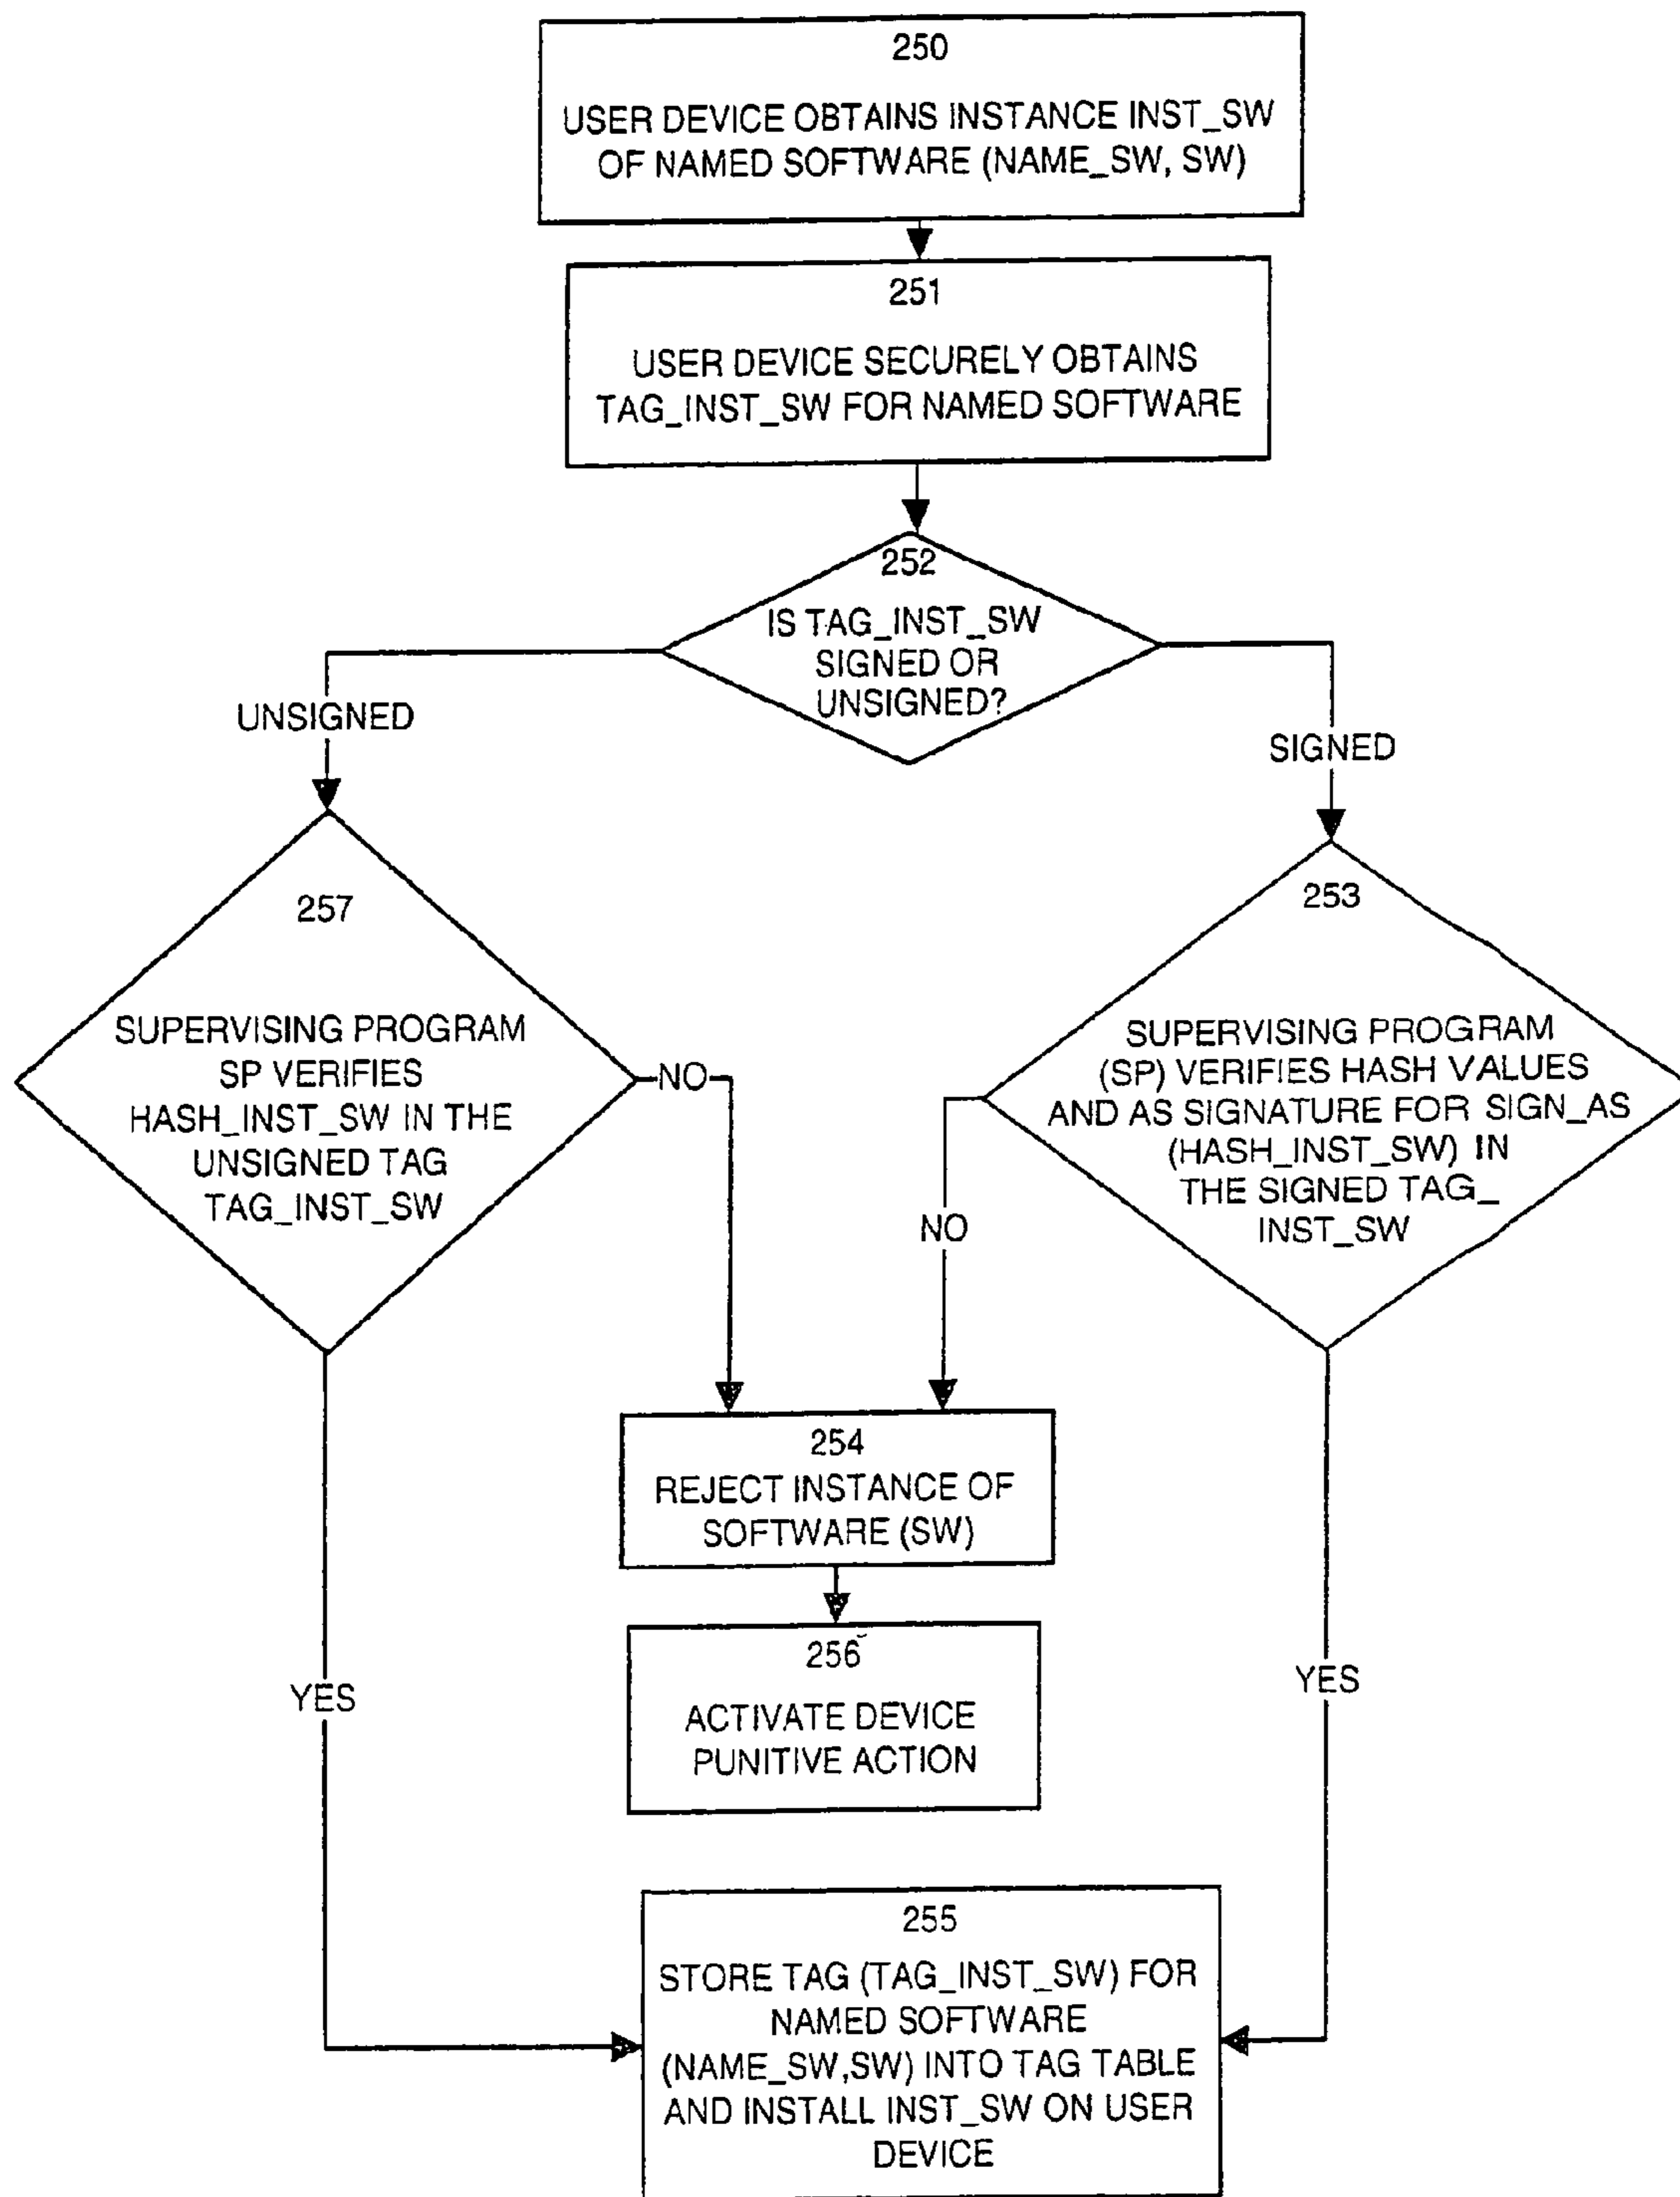 250
USER DEVICE OBTAINS INSTANCE INST_SW
OF NAMED SOFTWARE (NAME_SW, SW)
251
USER DEVICE SECURELY OBTAINS
TAG_INST_SW FOR NAMED SOFTWARE
252
IS TAG_INST_SW
SIGNED OR
UNSIGNED?
UNSIGNED
SIGNED
257
SUPERVISING PROGRAM
SP VERIFIES
HASH_INST_SW IN THE
UNSIGNED TAG
TAG_INST_SW
NO
253
SUPERVISING PROGRAM
(SP) VERIFIES HASH VALUES
AND AS SIGNATURE FOR SIGN_AS
(HASH_INST_SW) IN
THE SIGNED TAG_
INST_SW
NO
254
REJECT INSTANCE OF
SOFTWARE (SW)
256
ACTIVATE DEVICE
PUNITIVE ACTION
YES
YES
255
STORE TAG (TAG_INST_SW) FOR
NAMED SOFTWARE
(NAME_SW,SW) INTO TAG TABLE
AND INSTALL INST_SW ON USER
DEVICE